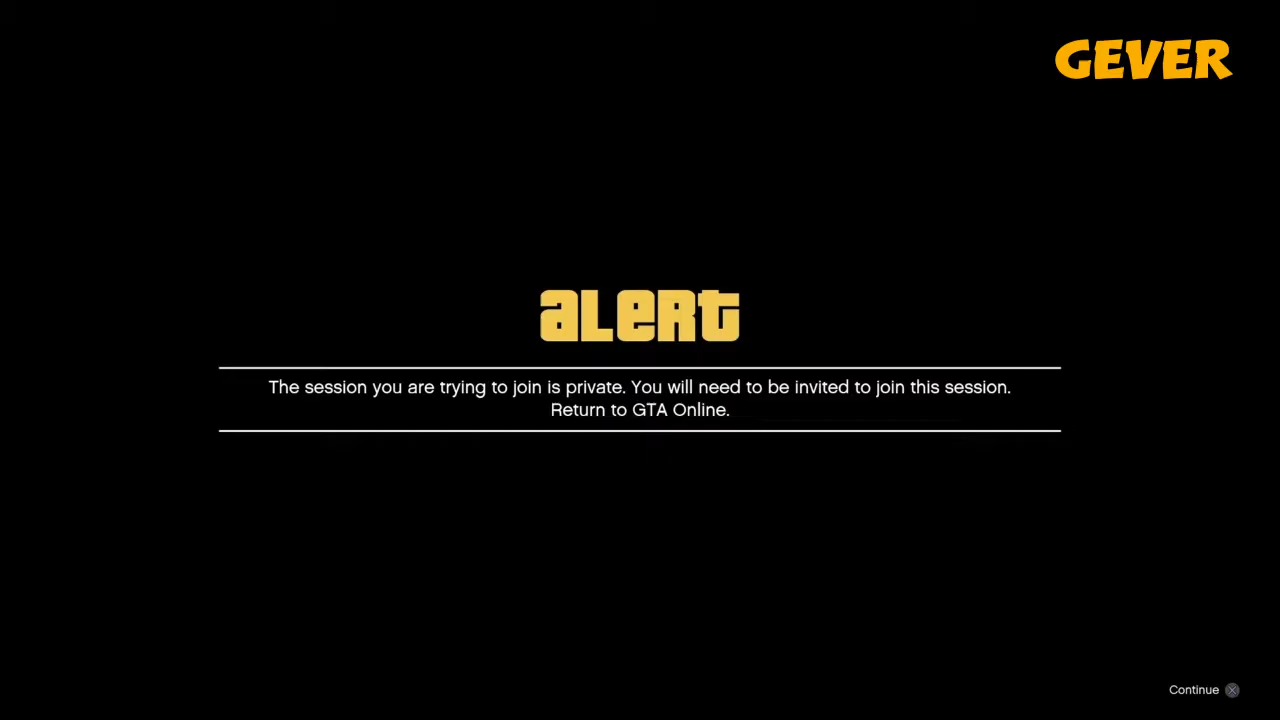 GEVER
aLeRt
The session you are trying to join is private. You will need to be invited to join this session.
Return to GTA Online.
Continue